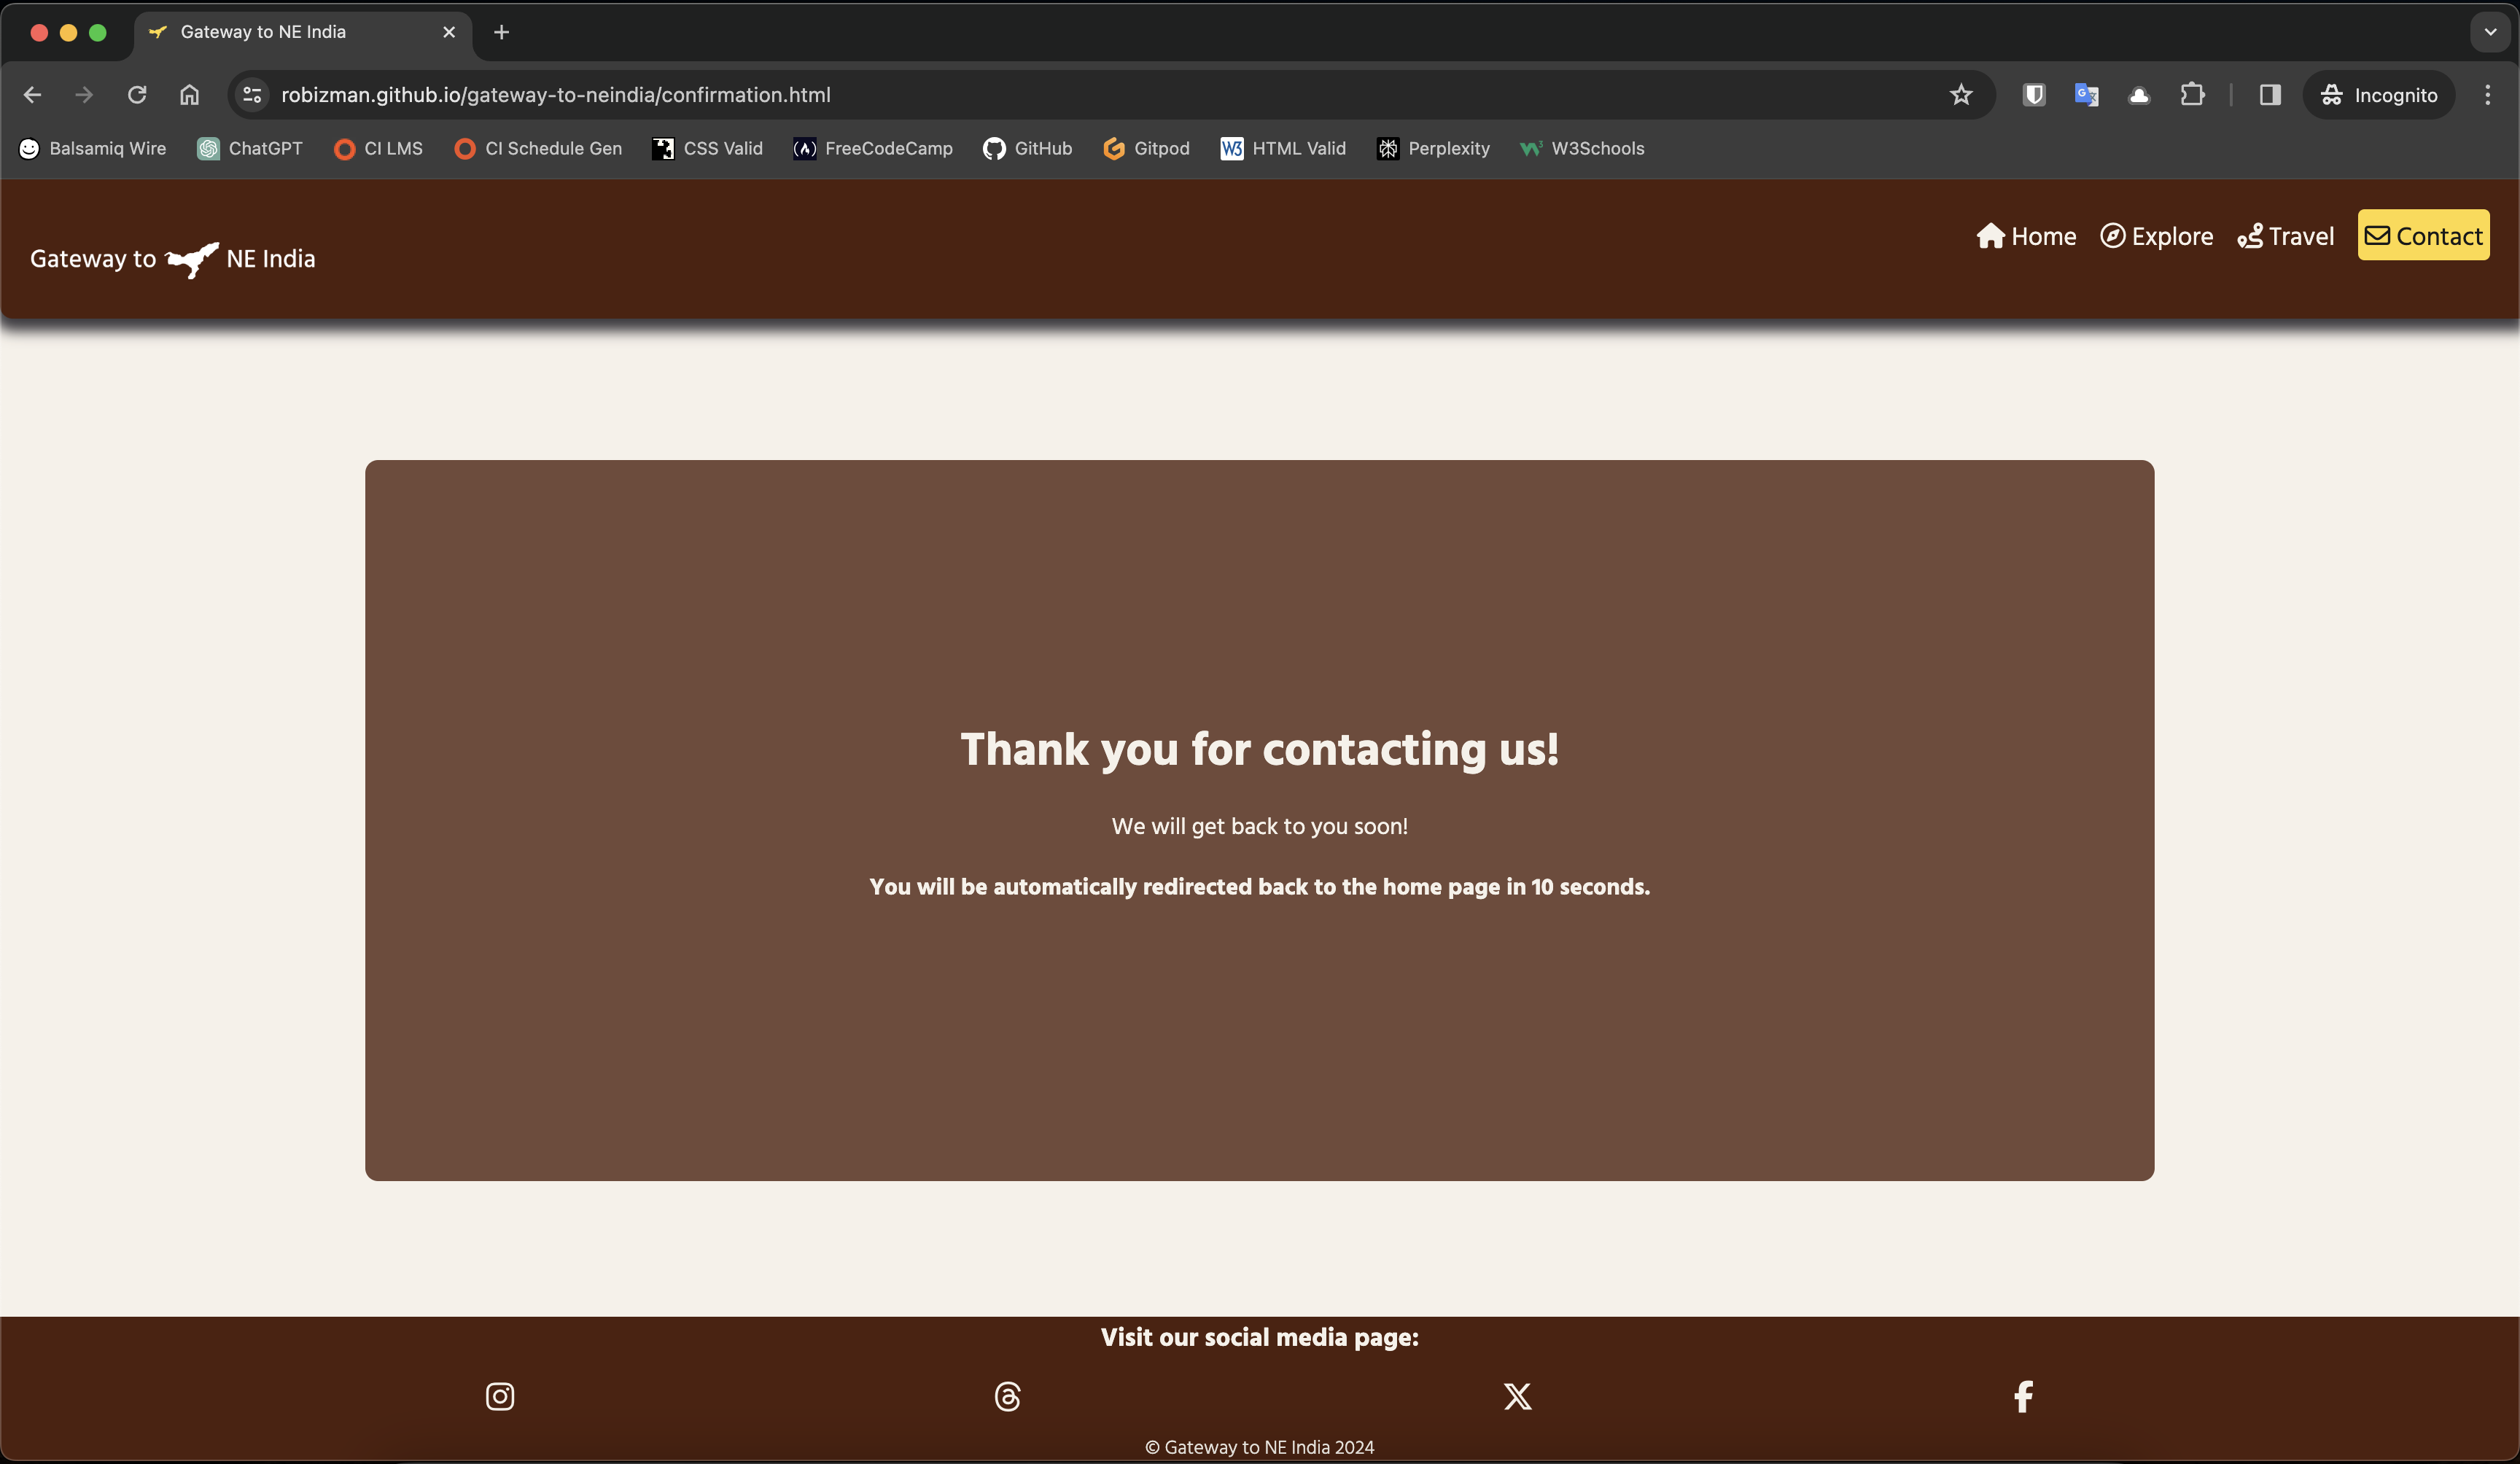 Gateway to NE India
robizman.github.io/gateway-to-neindia/confirmation.html
Incognito
Balsamiq Wire
ChatGPT
CI LMS
CI Schedule Gen
CSS Valid
FreeCodeCamp
GitHub
Gitpod
HTML Valid
Perplexity
W3Schools
Gateway to NE India
Home
Explore
Travel
Contact
Thank you for contacting us!
We will get back to you soon!
You will be automatically redirected back to the home page in 10 seconds.
Visit our social media page:
© Gateway to NE India 2024